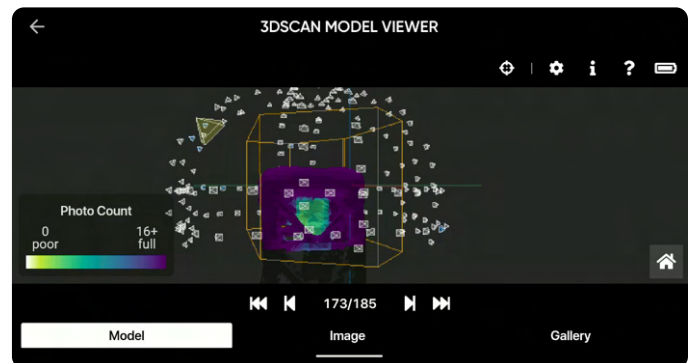 3DSCAN MODEL VIEWER
Photo Count
0 16+
poor full
173/185
Model Image Gallery